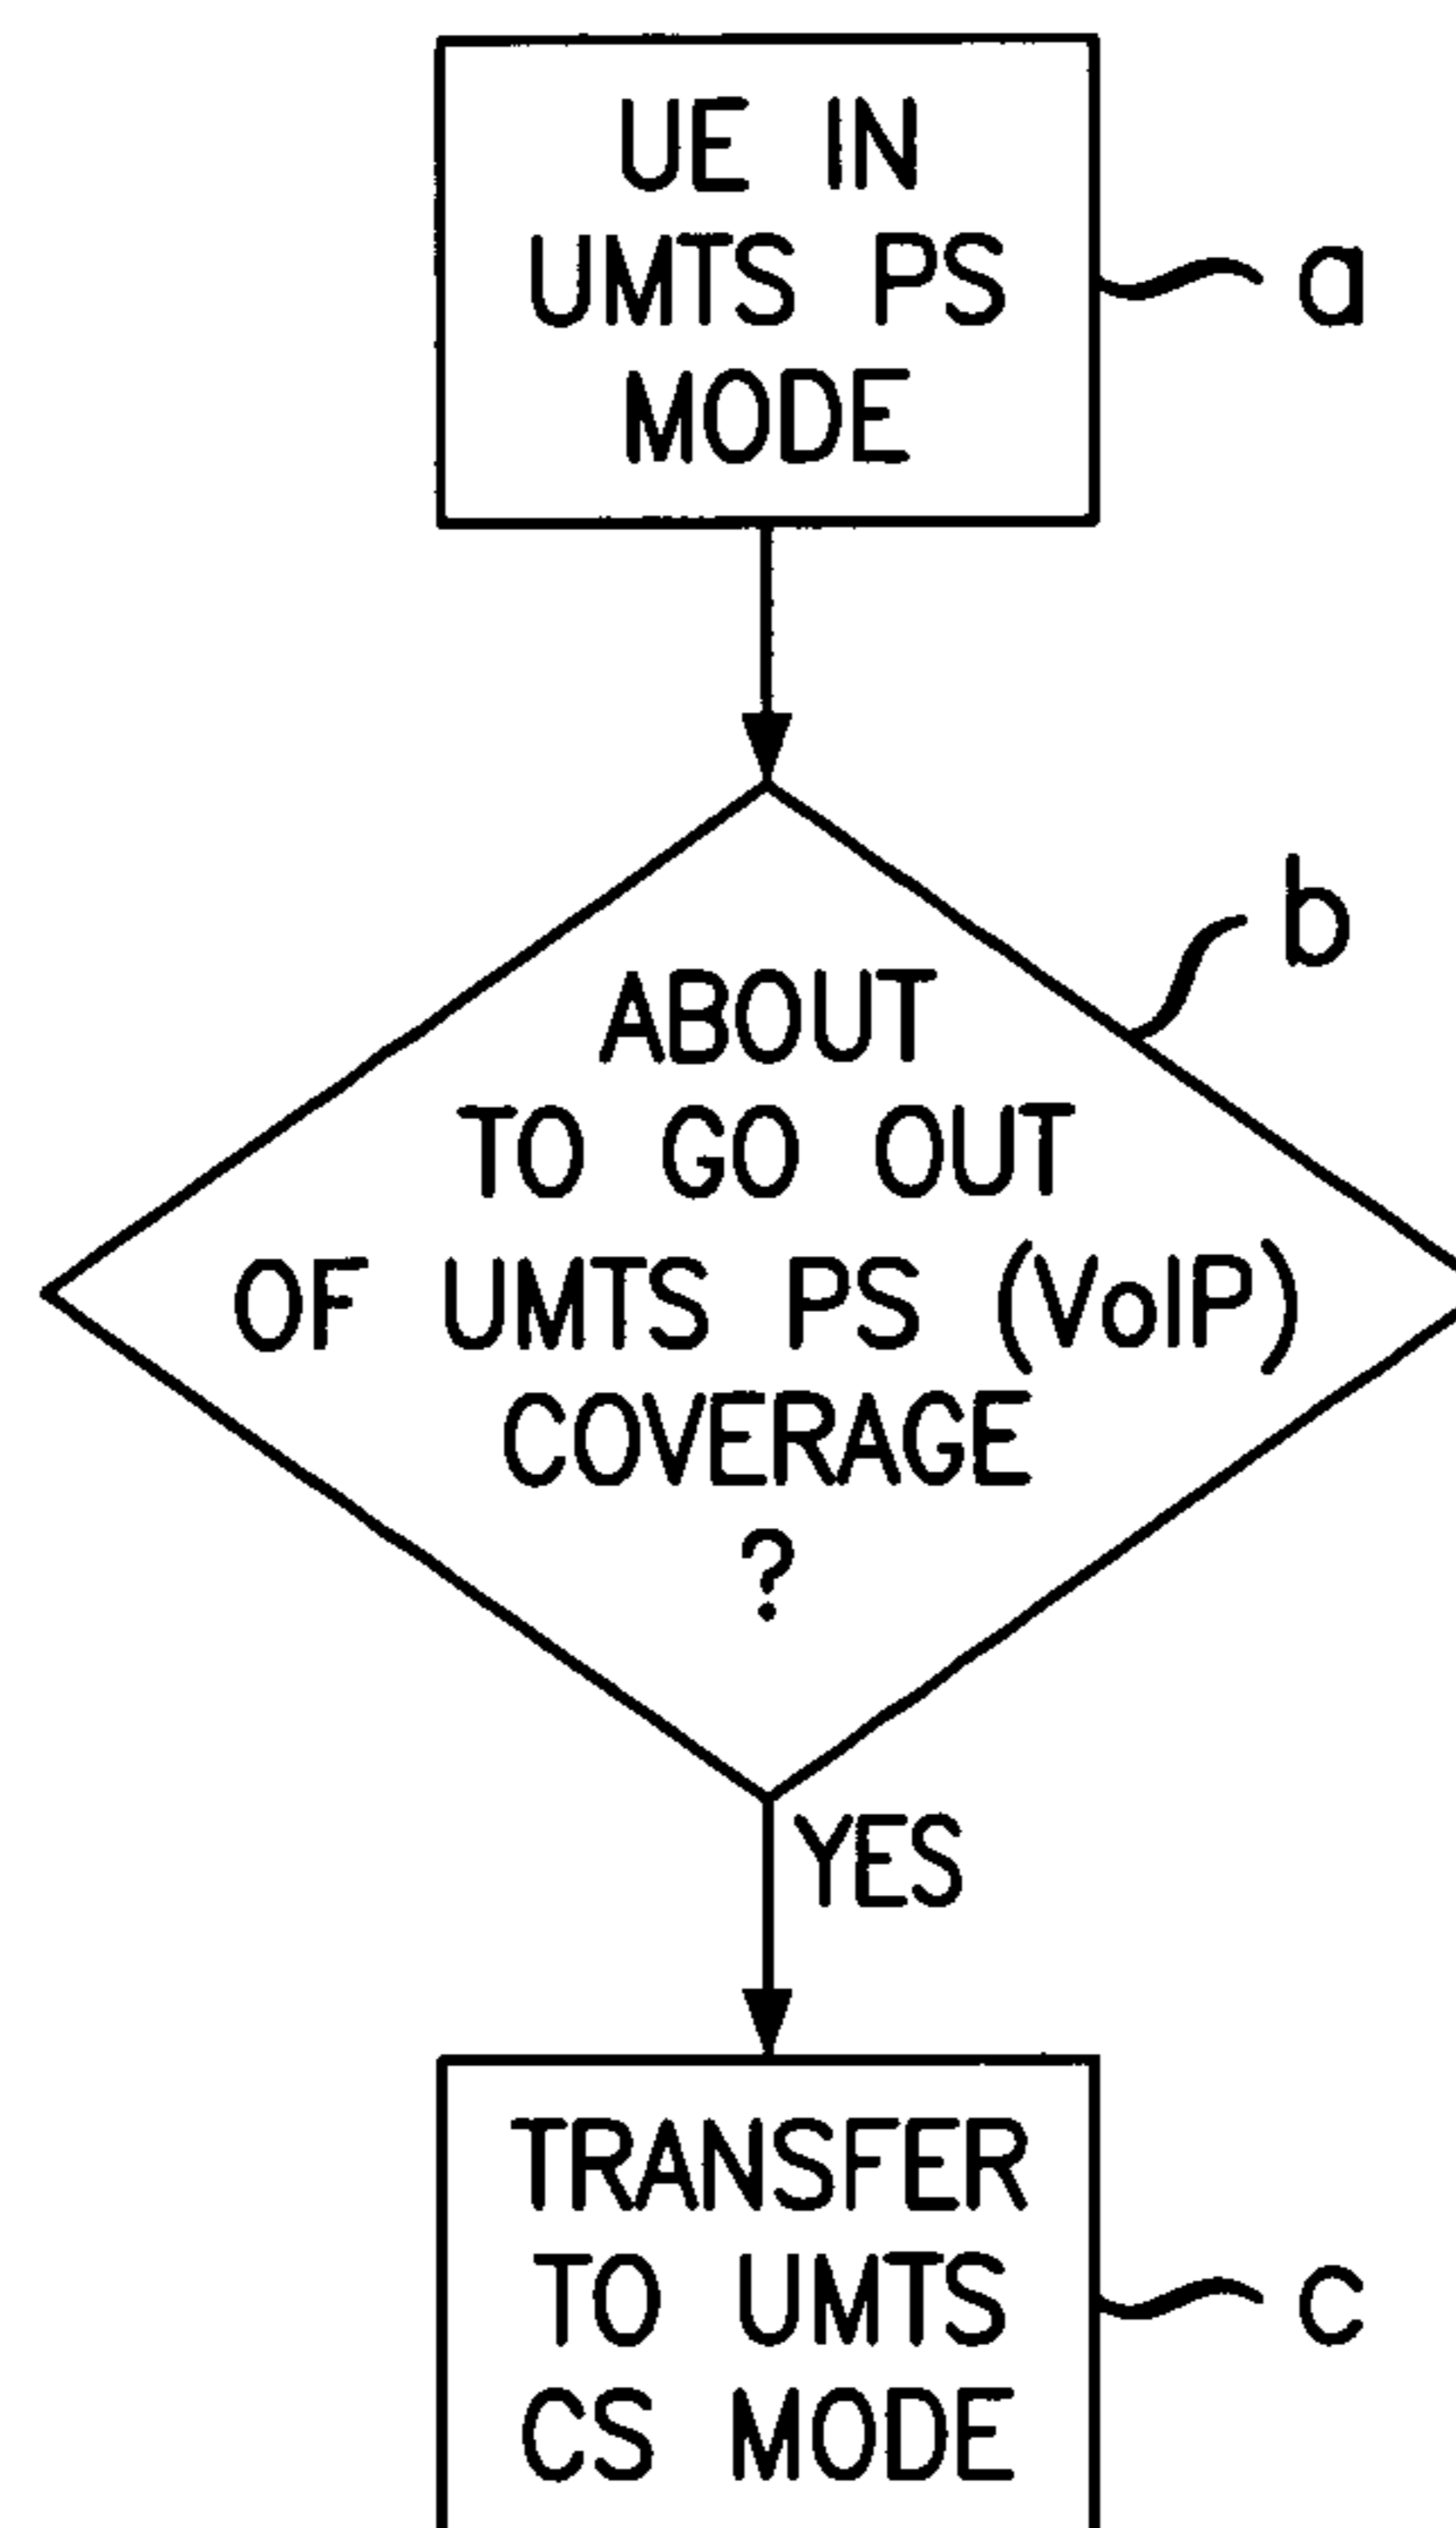 UE IN
UMTS PS
MODE
a
b
ABOUT
TO GO OUT
OF UMTS PS (VoIP)
COVERAGE
?
YES
TRANSFER
TO UMTS
CS MODE
c